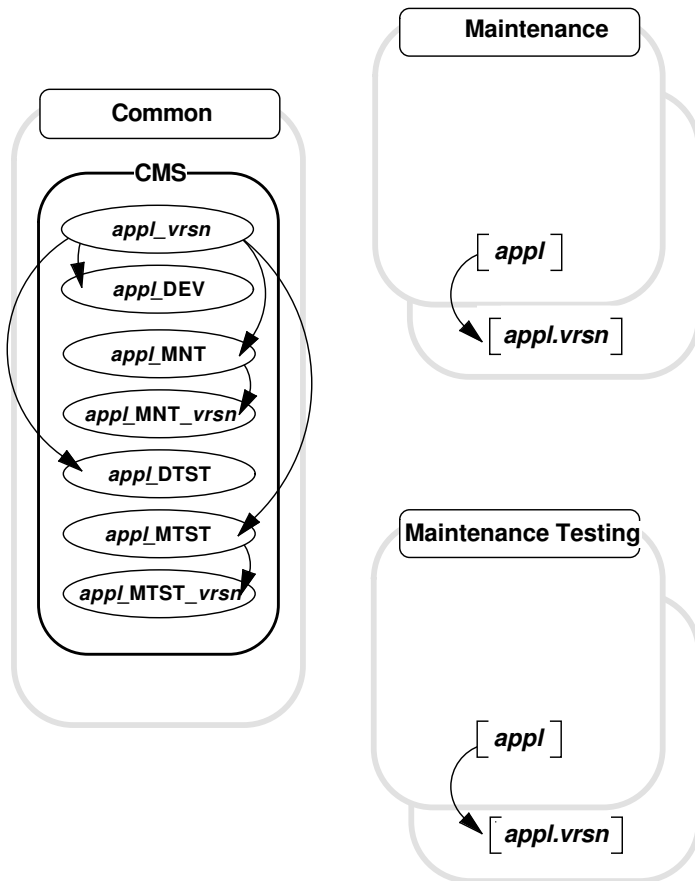 Common
CMS
appl_vrsn
appl_DEV
appl_MNT
appl_MNT_vrsn
appl_DTST
appl_MTST
appl_MTST_vrsn
Maintenance
[appl]
[appl.vrsn]
Maintenance Testing
[appl]
[appl.vrsn]